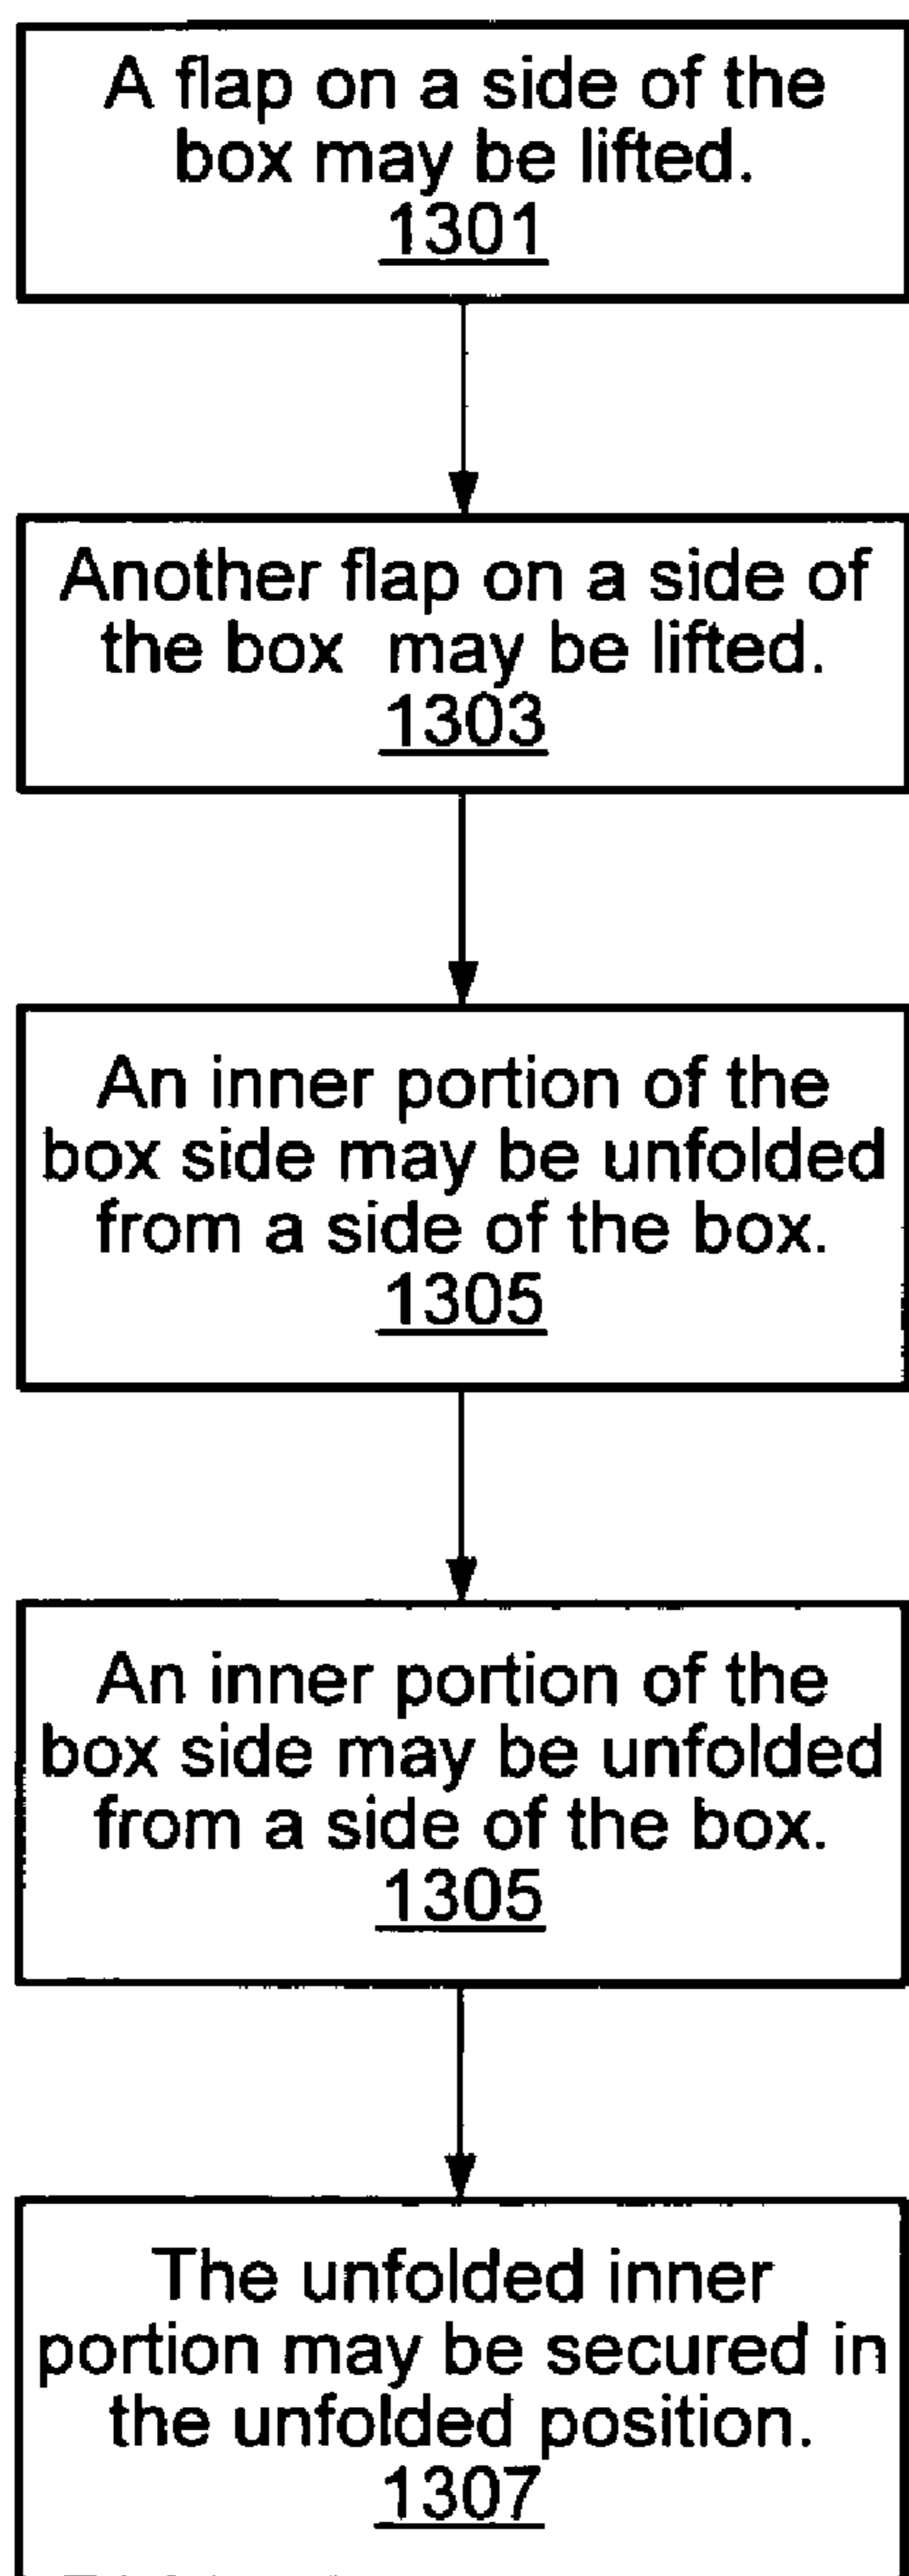 A flap on a side of the
box may be lifted.
1301
Another flap on a side of
the box may be lifted.
1303
An inner portion of the
box side may be unfolded
from a side of the box.
1305
An inner portion of the
box side may be unfolded
from a side of the box.
1305
The unfolded inner
portion may be secured in
the unfolded position.
1307